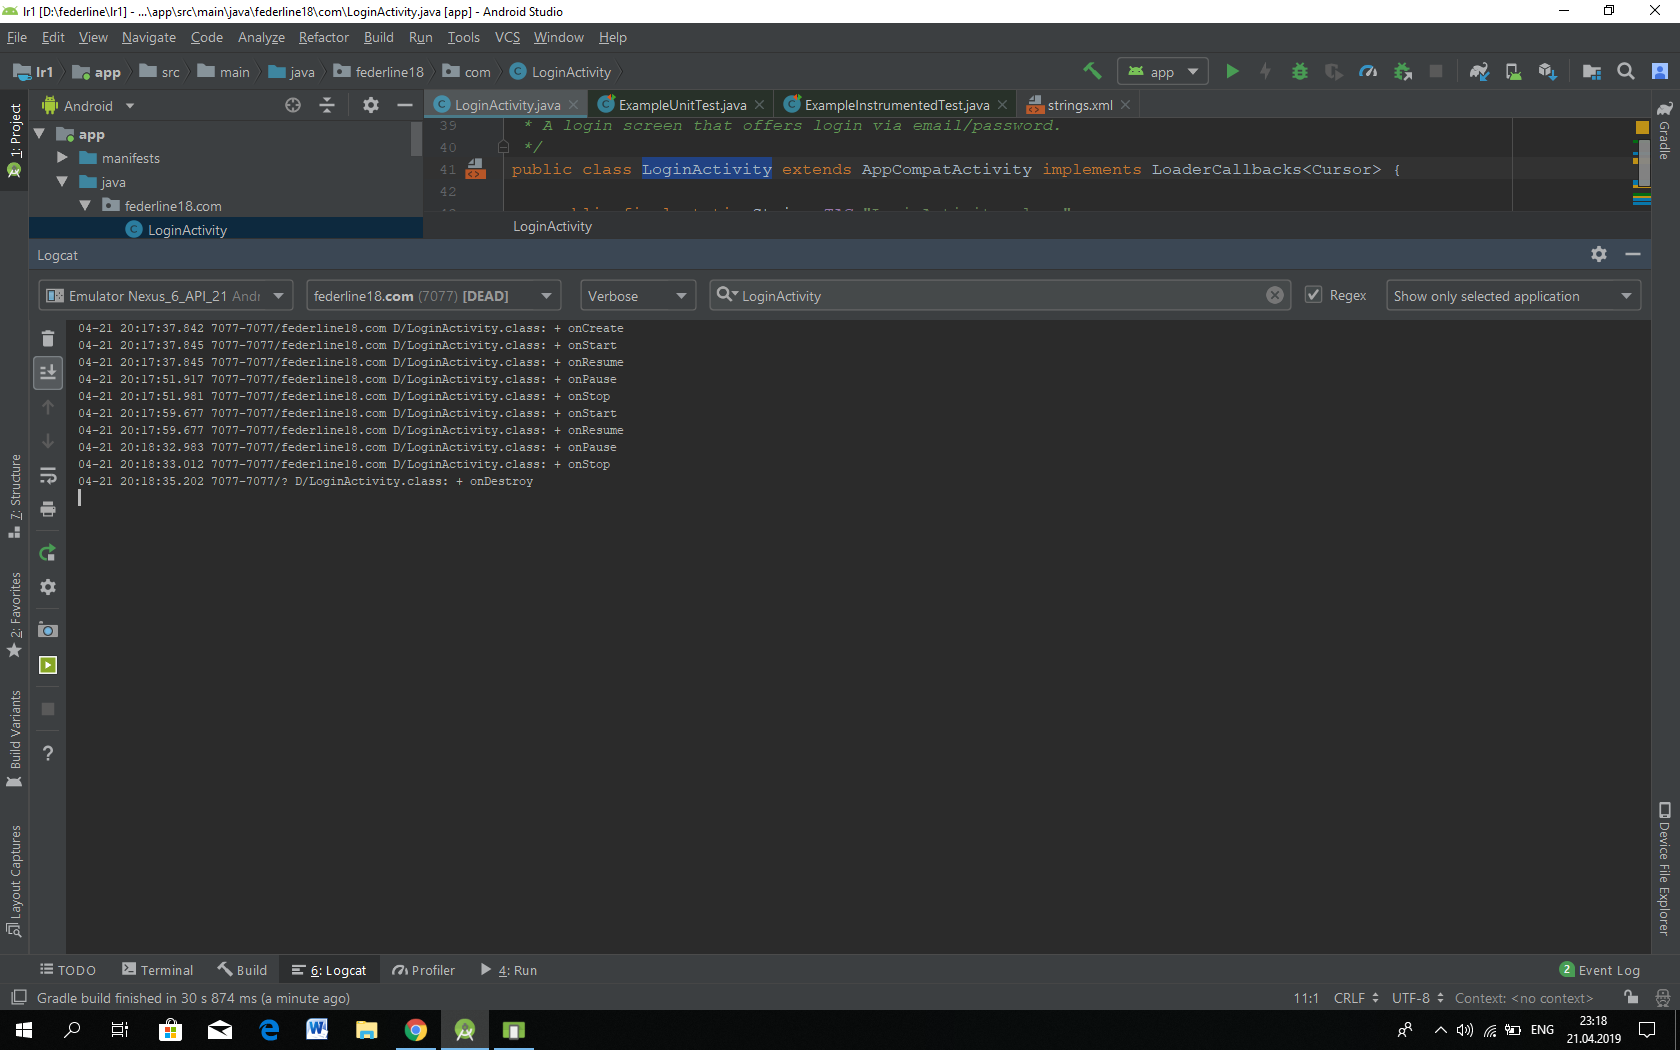 lr1 [D:\federline\lr1] - ...\app\src\main\java\federline18\com\LoginActivity.java [app] - Android Studio
File Edit View Navigate Code Analyze Refactor Build Run Tools VCS Window Help
lr1 app src main java federline18 com LoginActivity app
1: Project Android LoginActivity.java ExampleUnitTest.java ExampleInstrumentedTest.java strings.xml Gradle
39 * A login screen that offers login via email/password.
app
40 */
manifests
41 public class LoginActivity extends AppCompatActivity implements LoaderCallbacks<Cursor> {
java
42
federline18.com
LoginActivity
LoginActivity
Logcat
Emulator Nexus_6_API_21 Andr federline18.com (7077) [DEAD] Verbose LoginActivity Regex Show only selected application
04-21 20:17:37.842 7077-7077/federline18.com D/LoginActivity.class: + onCreate
04-21 20:17:37.845 7077-7077/federline18.com D/LoginActivity.class: + onStart
04-21 20:17:37.845 7077-7077/federline18.com D/LoginActivity.class: + onResume
04-21 20:17:51.917 7077-7077/federline18.com D/LoginActivity.class: + onPause
04-21 20:17:51.981 7077-7077/federline18.com D/LoginActivity.class: + onStop
04-21 20:17:59.677 7077-7077/federline18.com D/LoginActivity.class: + onStart
04-21 20:17:59.677 7077-7077/federline18.com D/LoginActivity.class: + onResume
04-21 20:18:32.983 7077-7077/federline18.com D/LoginActivity.class: + onPause
04-21 20:18:33.012 7077-7077/federline18.com D/LoginActivity.class: + onStop
04-21 20:18:35.202 7077-7077/? D/LoginActivity.class: + onDestroy
7: Structure
2: Favorites
Build Variants
Layout Captures
Device File Explorer
TODO Terminal Build 6: Logcat Profiler 4: Run 2 Event Log
Gradle build finished in 30 s 874 ms (a minute ago) 11:1 CRLF UTF-8 Context: <no context>
ENG 23:18
21.04.2019